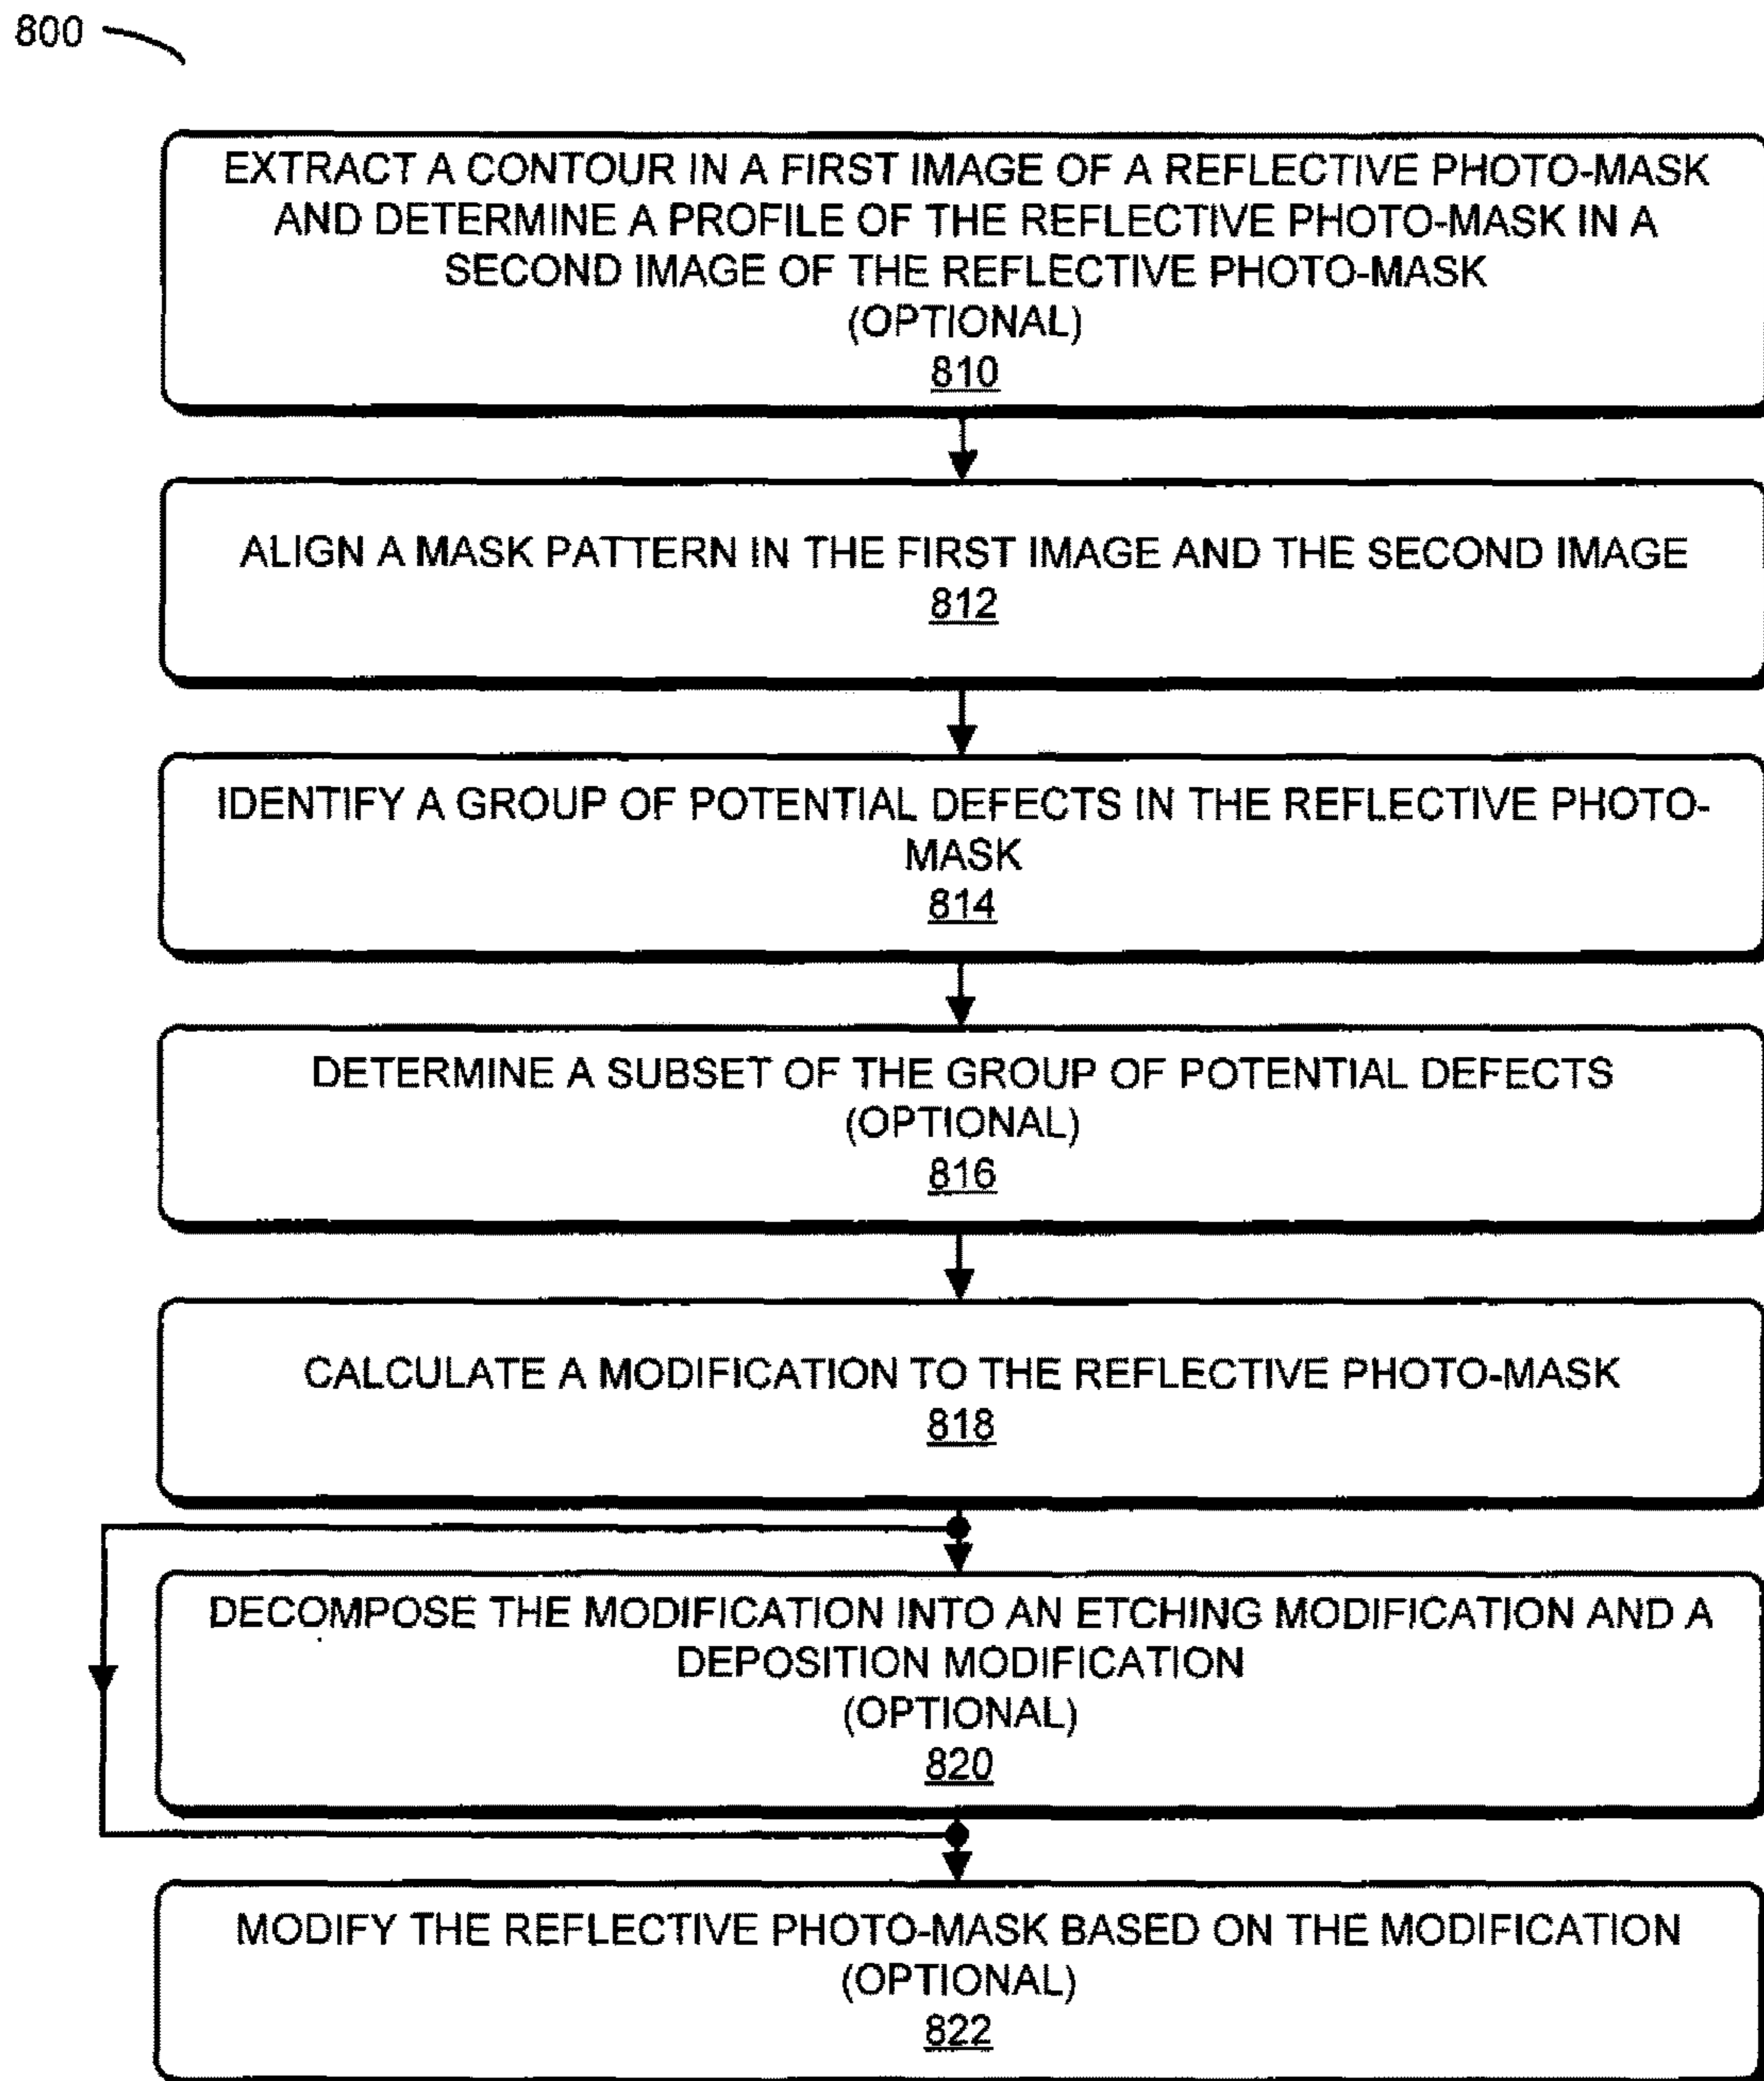 800
EXTRACT A CONTOUR IN A FIRST IMAGE OF A REFLECTIVE PHOTO-MASK
AND DETERMINE A PROFILE OF THE REFLECTIVE PHOTO-MASK IN A
SECOND IMAGE OF THE REFLECTIVE PHOTO-MASK
(OPTIONAL)
810
ALIGN A MASK PATTERN IN THE FIRST IMAGE AND THE SECOND IMAGE
812
IDENTIFY A GROUP OF POTENTIAL DEFECTS IN THE REFLECTIVE PHOTO-
MASK
814
DETERMINE A SUBSET OF THE GROUP OF POTENTIAL DEFECTS
(OPTIONAL)
816
CALCULATE A MODIFICATION TO THE REFLECTIVE PHOTO-MASK
818
DECOMPOSE THE MODIFICATION INTO AN ETCHING MODIFICATION AND A
DEPOSITION MODIFICATION
(OPTIONAL)
820
MODIFY THE REFLECTIVE PHOTO-MASK BASED ON THE MODIFICATION
(OPTIONAL)
822